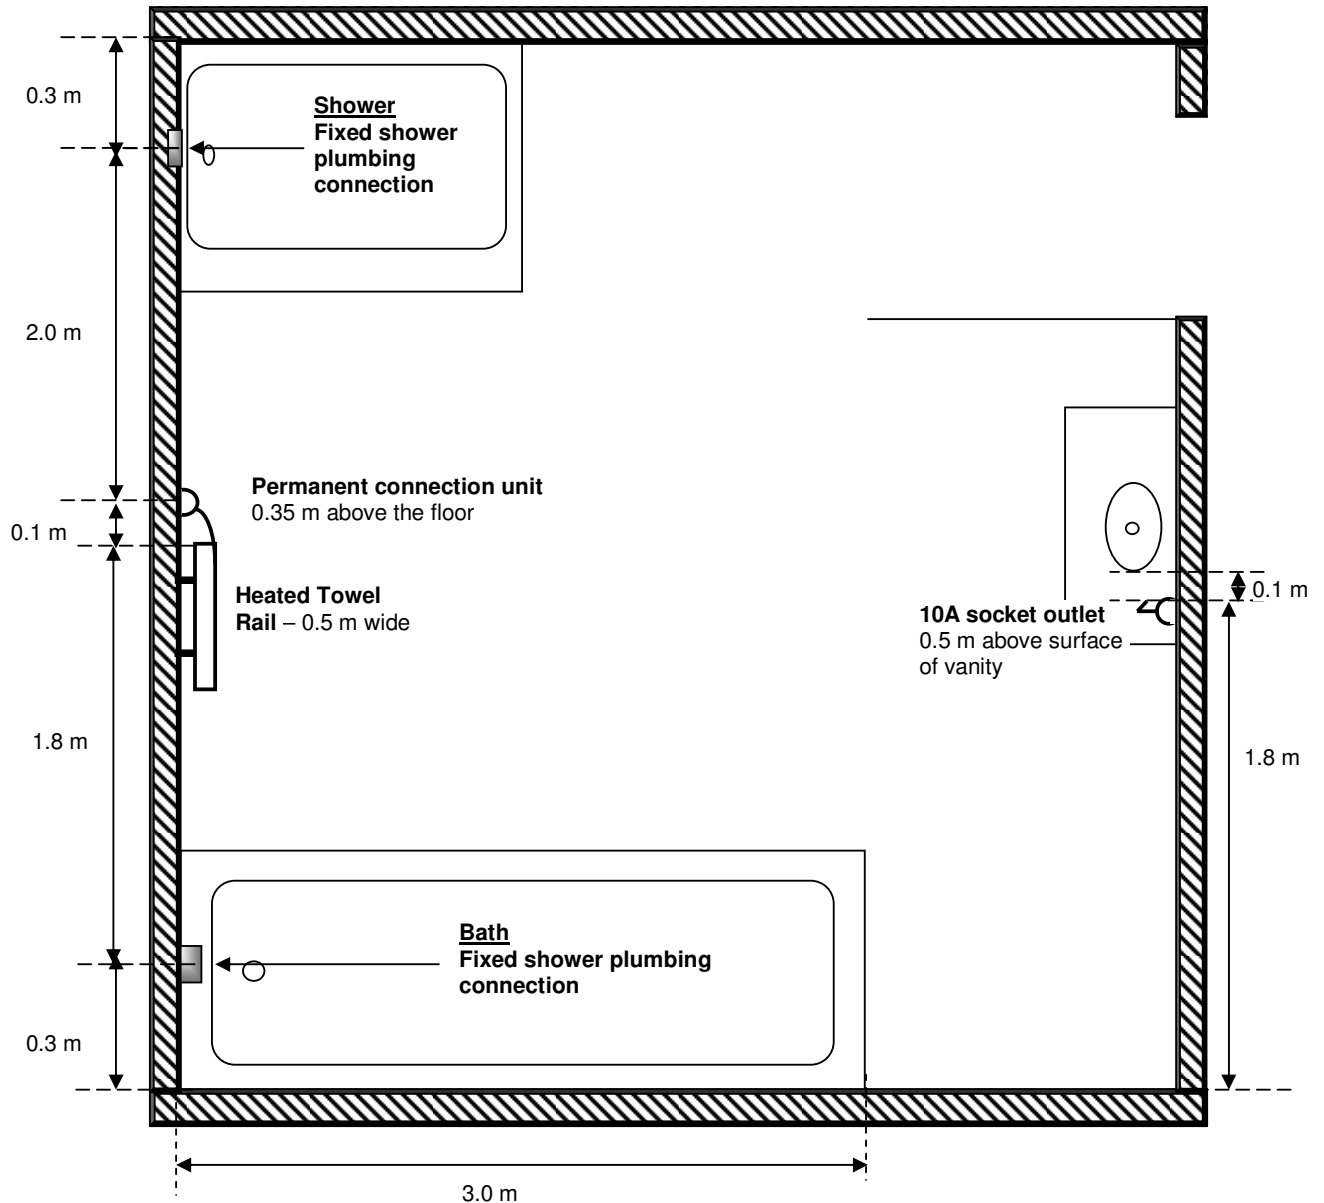 0.3 m
Shower
Fixed shower
plumbing
connection
2.0 m
Permanent connection unit
0.35 m above the floor
0.1 m
Heated Towel
Rail – 0.5 m wide
0.1 m
10A socket outlet
0.5 m above surface
of vanity
1.8 m
1.8 m
Bath
Fixed shower plumbing
connection
0.3 m
3.0 m